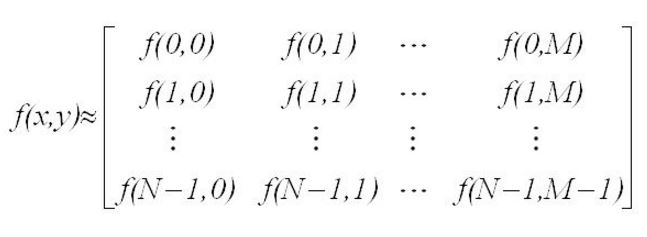 f(0,0) f(0,1) ⋯ f(0,M)
f(1,0) f(1,1) ⋯ f(1,M)
f(x,y)≈
⋮ ⋮ ⋮ ⋮
f(N−1,0) f(N−1,1) ⋯ f(N−1,M−1)